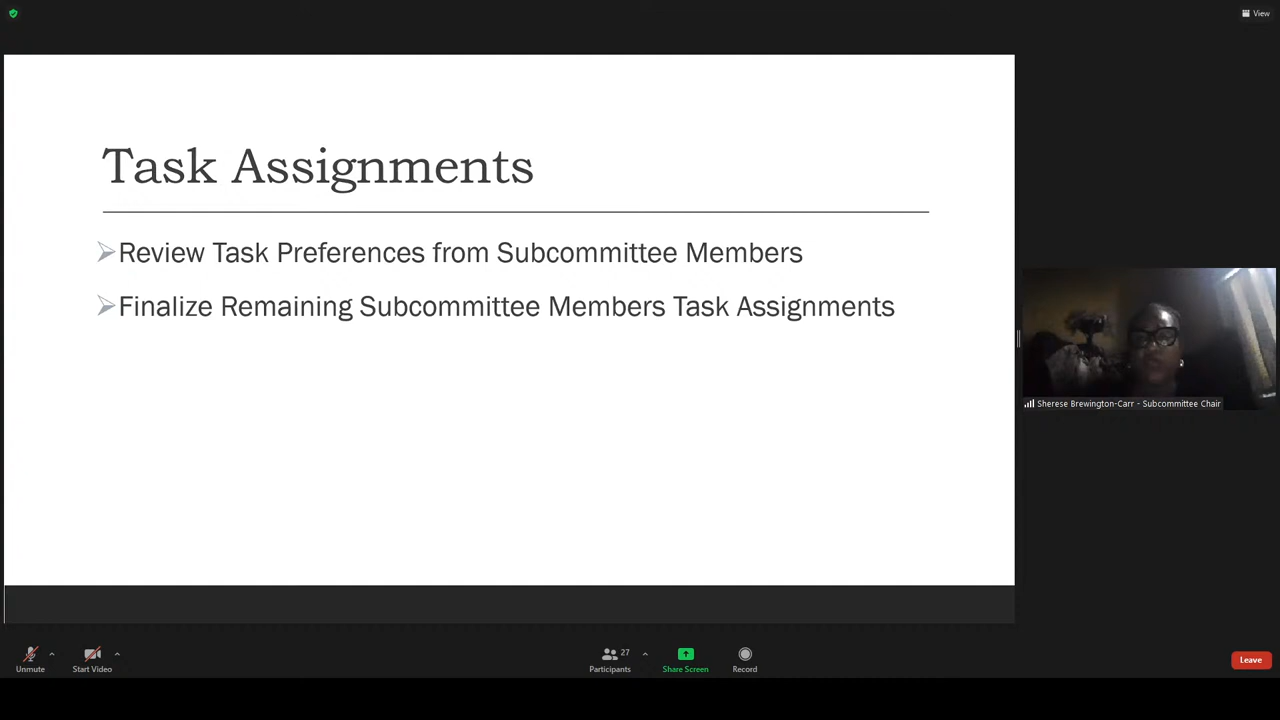 View
Task Assignments
Review Task Preferences from Subcommittee Members
Finalize Remaining Subcommittee Members Task Assignments
Sherese Brewington-Carr - Subcommittee Chair
Unmute
Start Video
27
Participants
Share Screen
Record
Leave